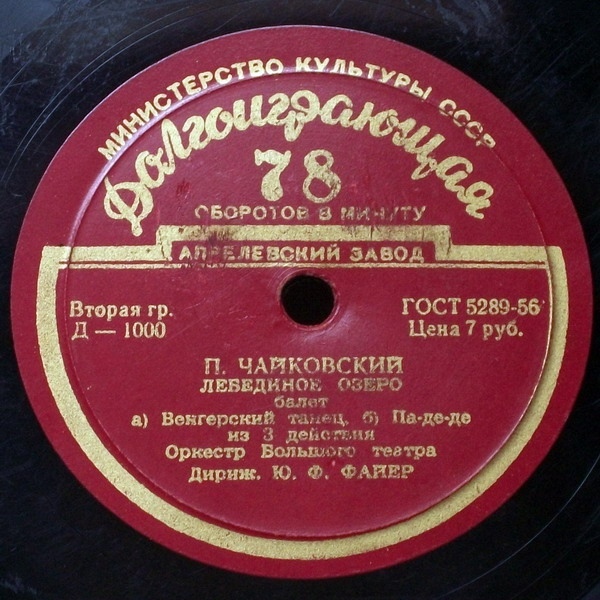 МИНИСТЕРСТВО КУЛЬТУРЫ СССР
Долгоиграющая
78
ОБОРОТОВ В МИНУТУ
АПРЕЛЕВСКИЙ ЗАВОД
Вторая гр.
Д — 1000
ГОСТ 5289-56
Цена 7 руб.
П. ЧАЙКОВСКИЙ
ЛЕБЕДИНОЕ ОЗЕРО
балет
а) Венгерский танец, б) Па-де-де
из 3 действия
Оркестр Большого театра
Дириж. Ю. Ф. ФАЙЕР